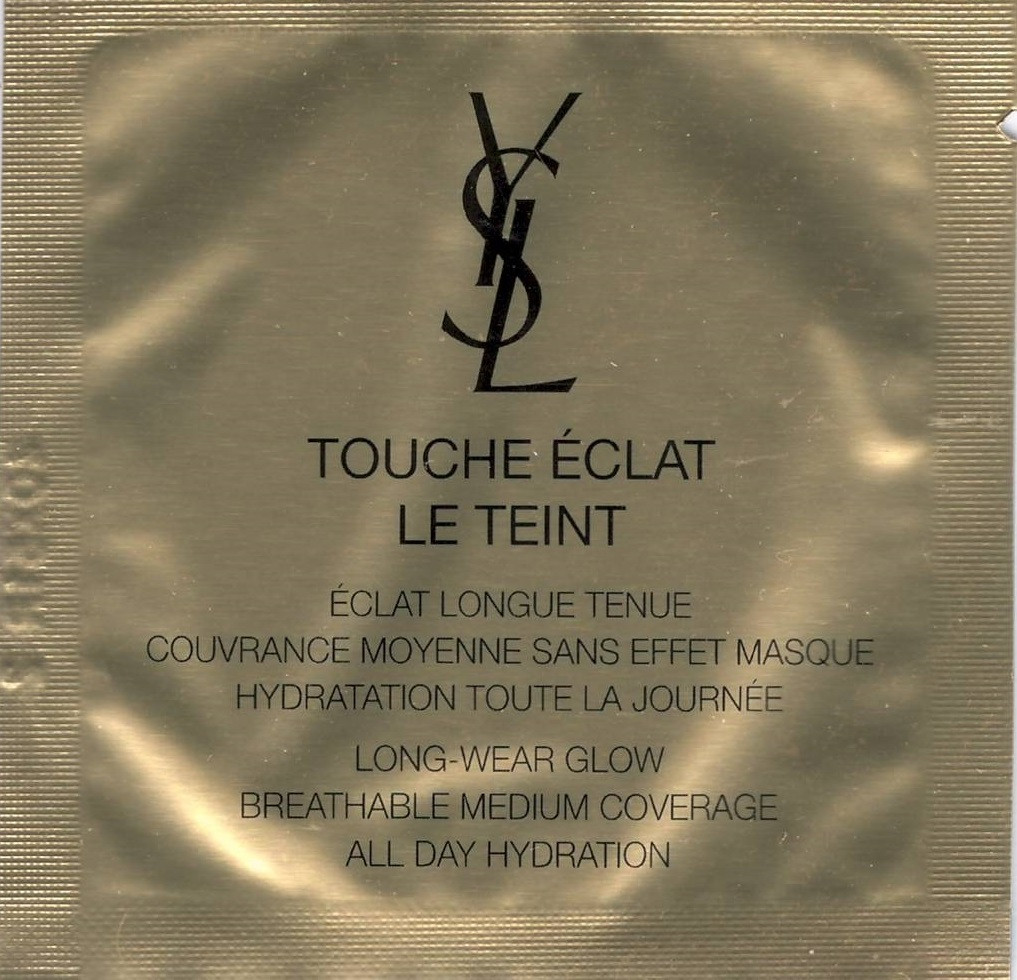 YSL
TOUCHE ÉCLAT
LE TEINT
ÉCLAT LONGUE TENUE
COUVRANCE MOYENNE SANS EFFET MASQUE
HYDRATATION TOUTE LA JOURNÉE
LONG-WEAR GLOW
BREATHABLE MEDIUM COVERAGE
ALL DAY HYDRATION